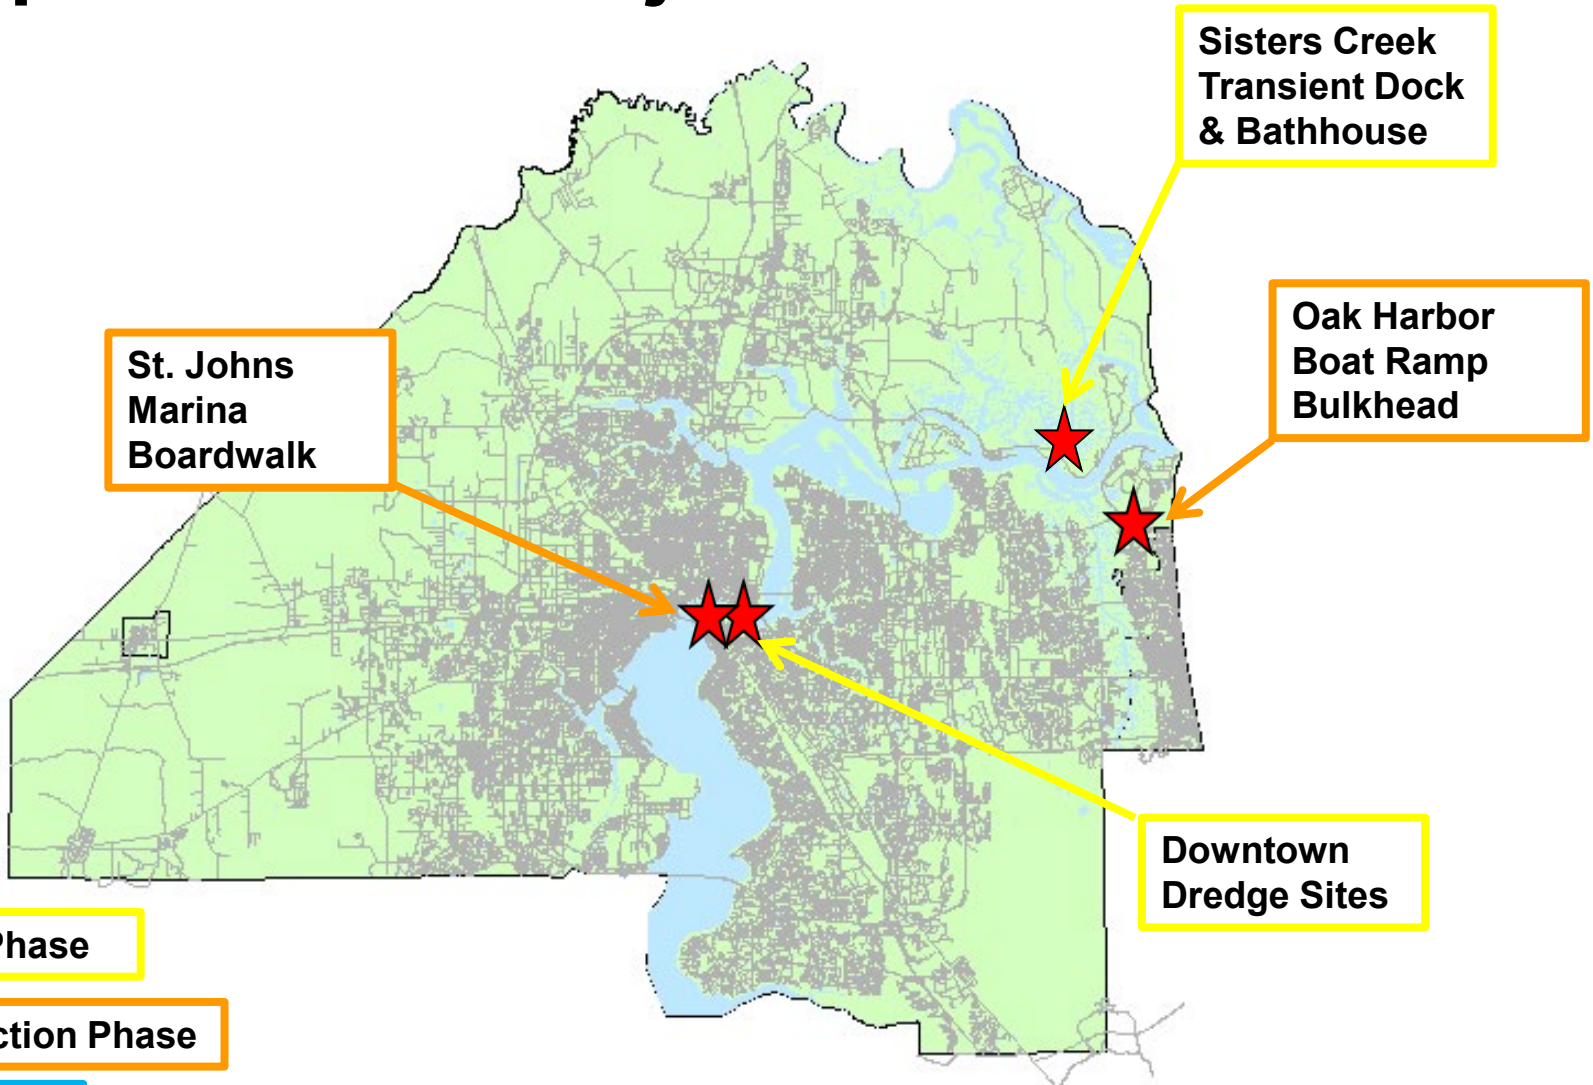 Sisters Creek
Transient Dock
& Bathhouse
Oak Harbor
Boat Ramp
Bulkhead
St. Johns
Marina
Boardwalk
Downtown
Dredge Sites
Phase
ction Phase